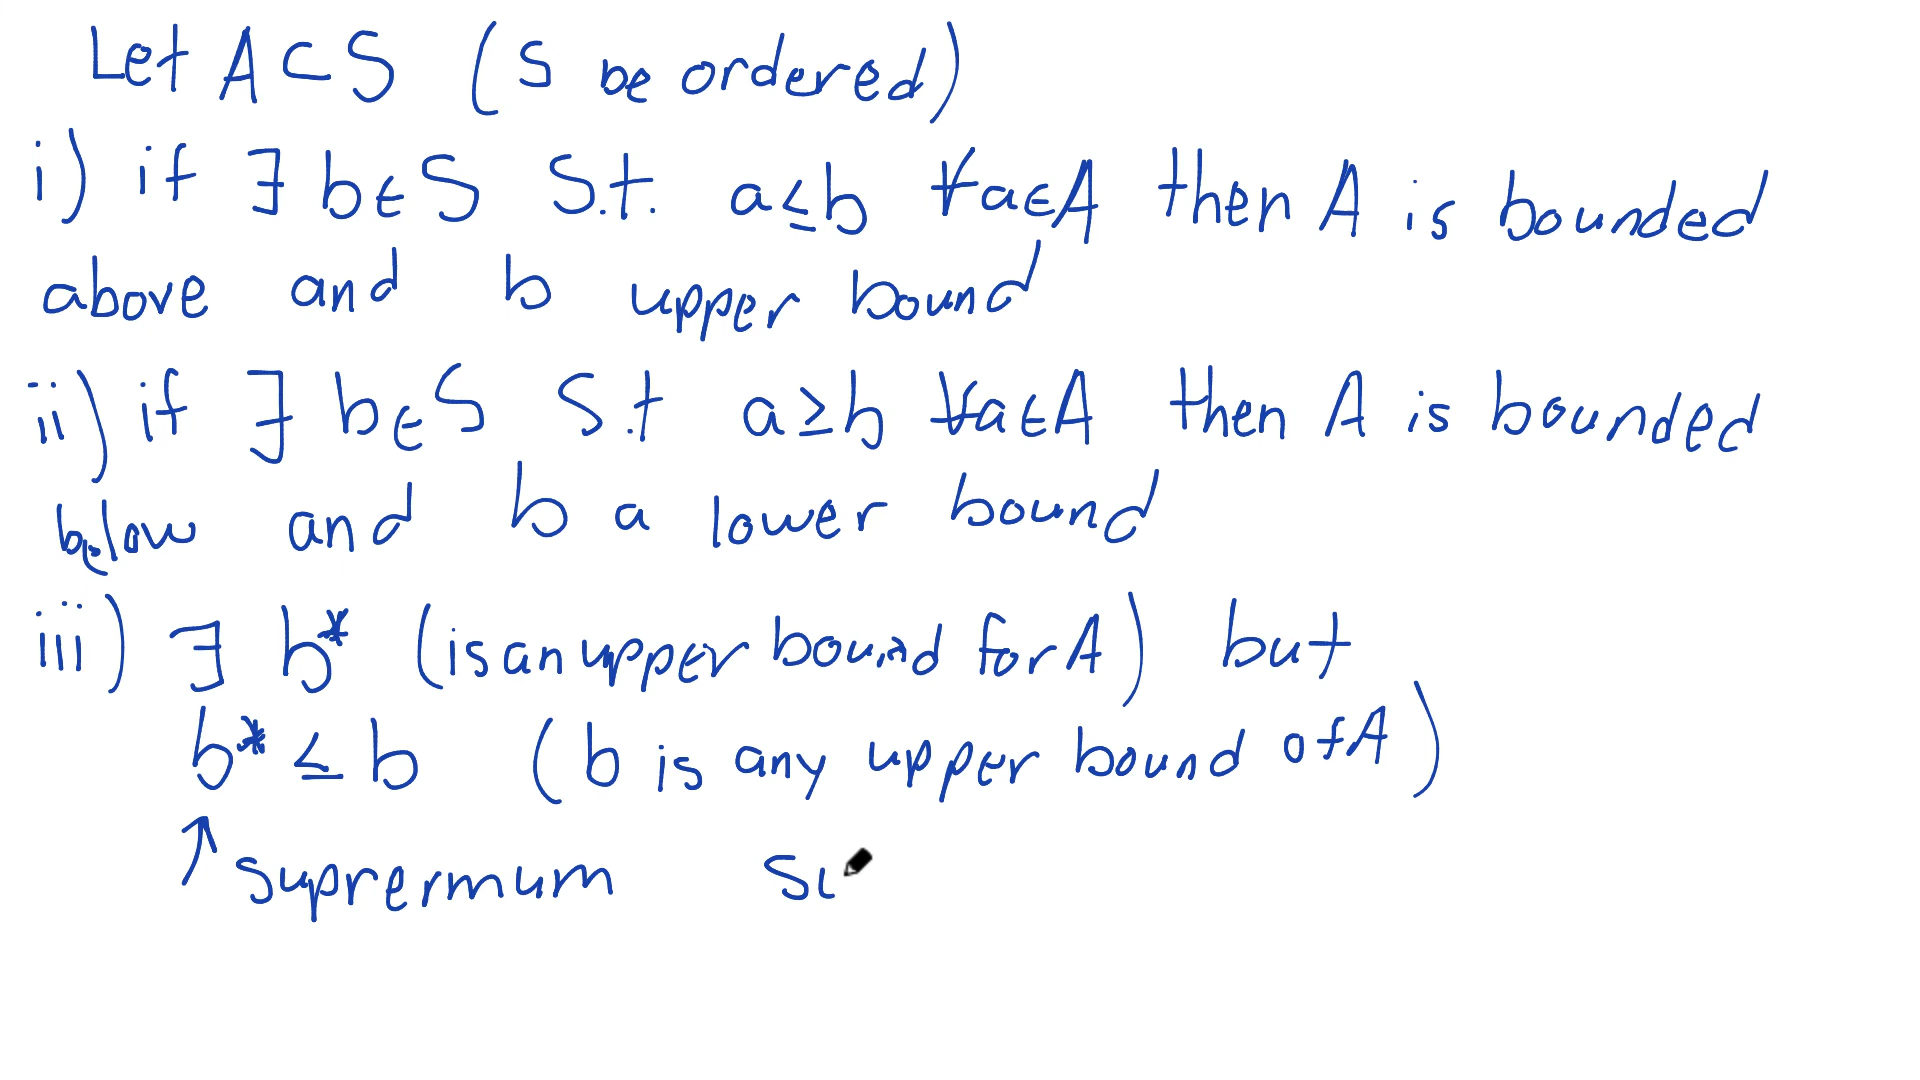 Let A ⊂ S (S be ordered)
i) if ∃ b ∈ S S.t. a ≤ b ∀a∈A then A is bounded
above and b upper bound
ii) if ∃ b ∈ S S.t a ≥ b ∀a∈A then A is bounded
below and b a lower bound
iii) ∃ b* (is an upper bound for A) but
b* ≤ b (b is any upper bound of A)
↑ suprermum su